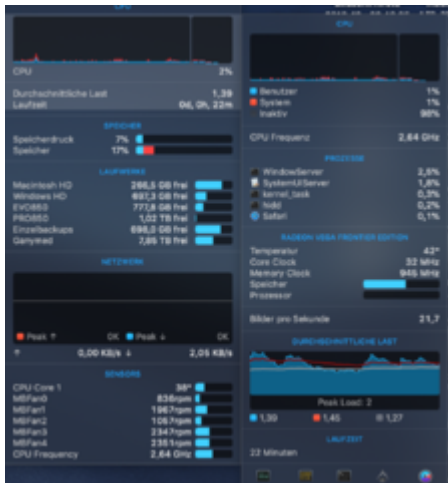 CPU
CPU 2%
Durchschnittliche Last 1,39
Laufzeit 0d, 0h, 22m
SPEICHER
Speicherdruck 7%
Speicher 17%
LAUFWERKE
Macintosh HD 266,5 GB frei
Windows HD 607,3 GB frei
EVO850 777,6 GB frei
PRO850 1,02 TB frei
Einzelbackups 696,0 GB frei
Ganymed 7,85 TB frei
NETZWERK
Peak ↑ 0K Peak ↓ 0K
↑ 0,00 KB/s ↓ 2,05 KB/s
SENSORS
CPU Core 1 38°
MBFan0 836rpm
MBFan1 1967rpm
MBFan2 1057rpm
MBFan3 2347rpm
MBFan4 2351rpm
CPU Frequency 2,64 GHz
CPU
Benutzer 1%
System 1%
Inaktiv 98%
CPU Frequenz 2,64 GHz
PROZESSE
WindowServer 2,5%
SystemUIServer 1,8%
kernel_task 0,3%
hidd 0,2%
Safari 0,1%
RADEON VEGA FRONTIER EDITION
Temperatur 42°
Core Clock 32 MHz
Memory Clock 945 MHz
Speicher
Prozessor
Bilder pro Sekunde 21,7
DURCHSCHNITTLICHE LAST
Peak Load: 2
1,39 1,45 1,27
LAUFZEIT
22 Minuten